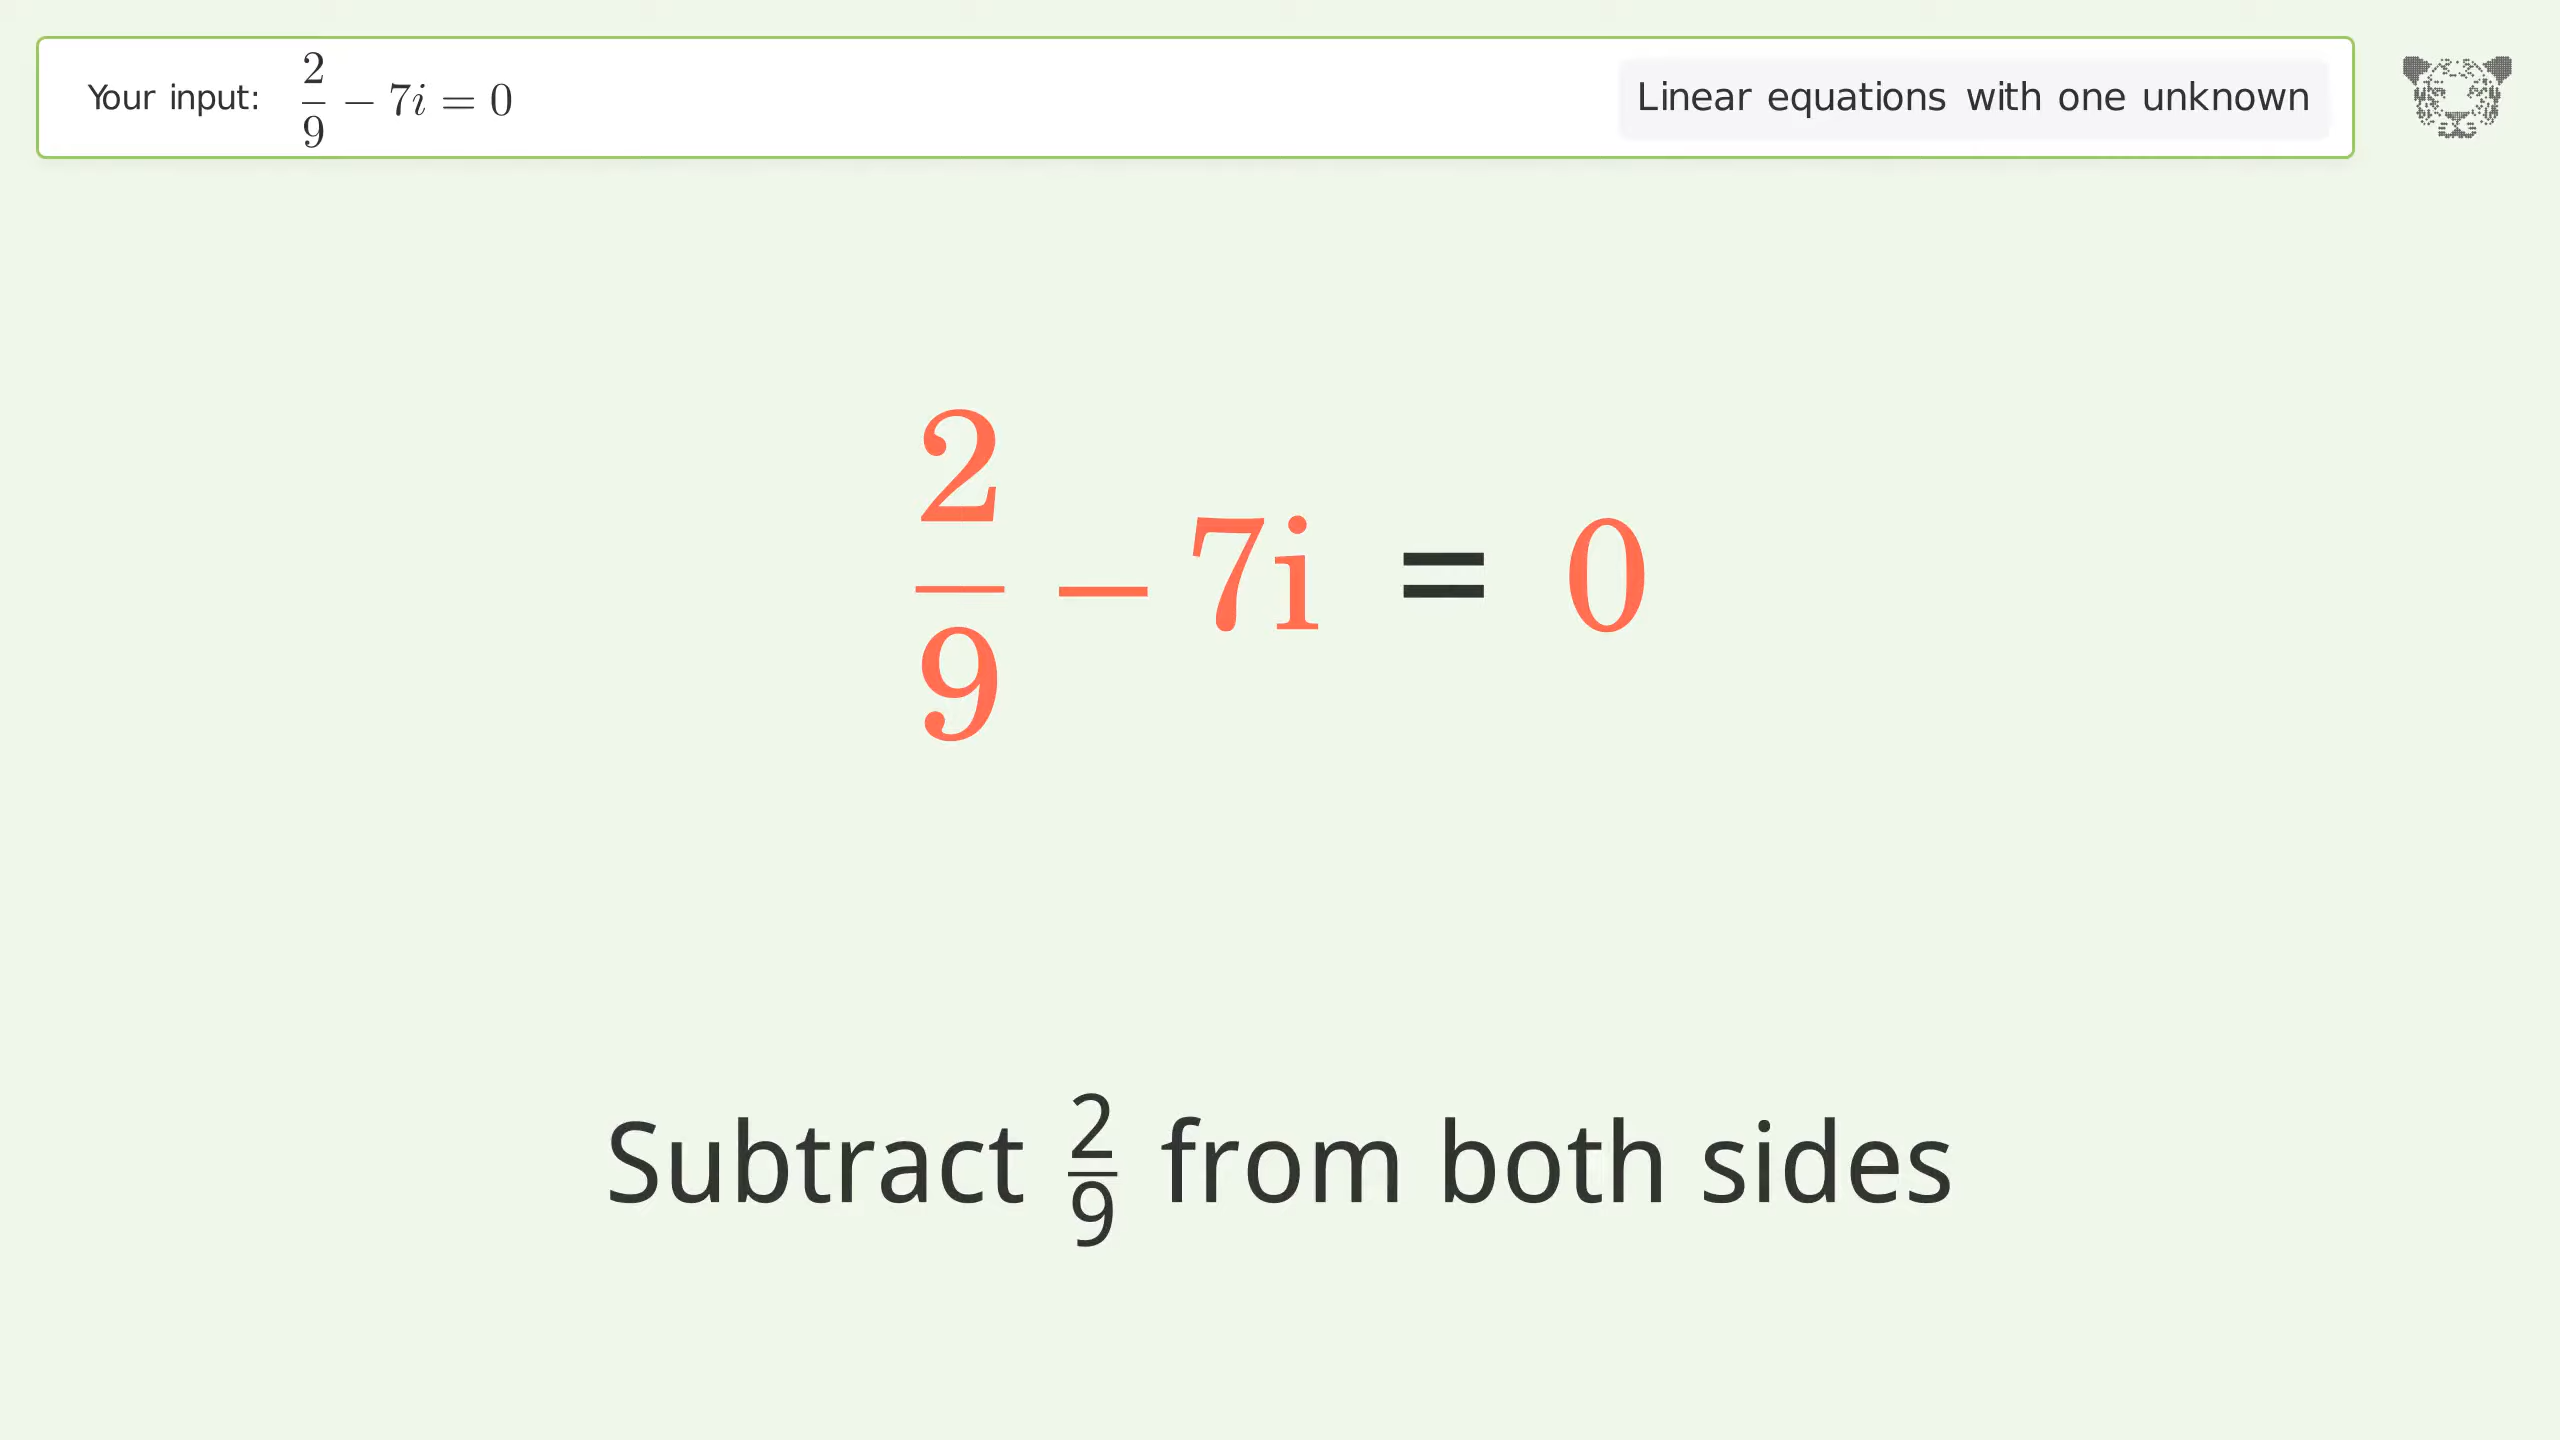 Your input: 2/9 − 7i = 0
Linear equations with one unknown
2/9 − 7i = 0
Subtract 2/9 from both sides